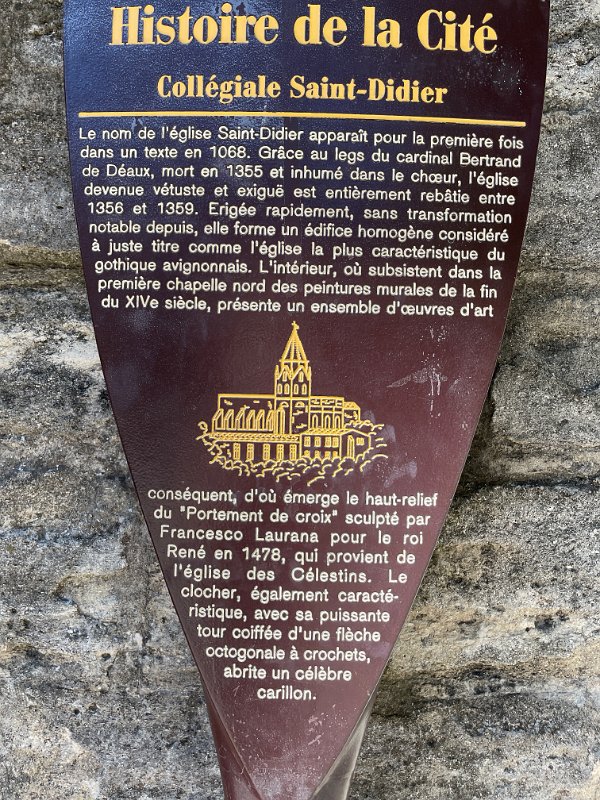 Histoire de la Cité
Collégiale Saint-Didier
Le nom de l'église Saint-Didier apparaît pour la première fois
dans un texte en 1068. Grâce au legs du cardinal Bertrand
de Déaux, mort en 1355 et inhumé dans le chœur, l'église
devenue vétuste et exiguë est entièrement rebâtie entre
1356 et 1359. Erigée rapidement, sans transformation
notable depuis, elle forme un édifice homogène considéré
à juste titre comme l'église la plus caractéristique du
gothique avignonnais. L'intérieur, où subsistent dans la
première chapelle nord des peintures murales de la fin
du XIVe siècle, présente un ensemble d'œuvres d'art
conséquent, d'où émerge le haut-relief
du "Portement de croix" sculpté par
Francesco Laurana pour le roi
René en 1478, qui provient de
l'église des Célestins. Le
clocher, également caracté-
ristique, avec sa puissante
tour coiffée d'une flèche
octogonale à crochets,
abrite un célèbre
carillon.